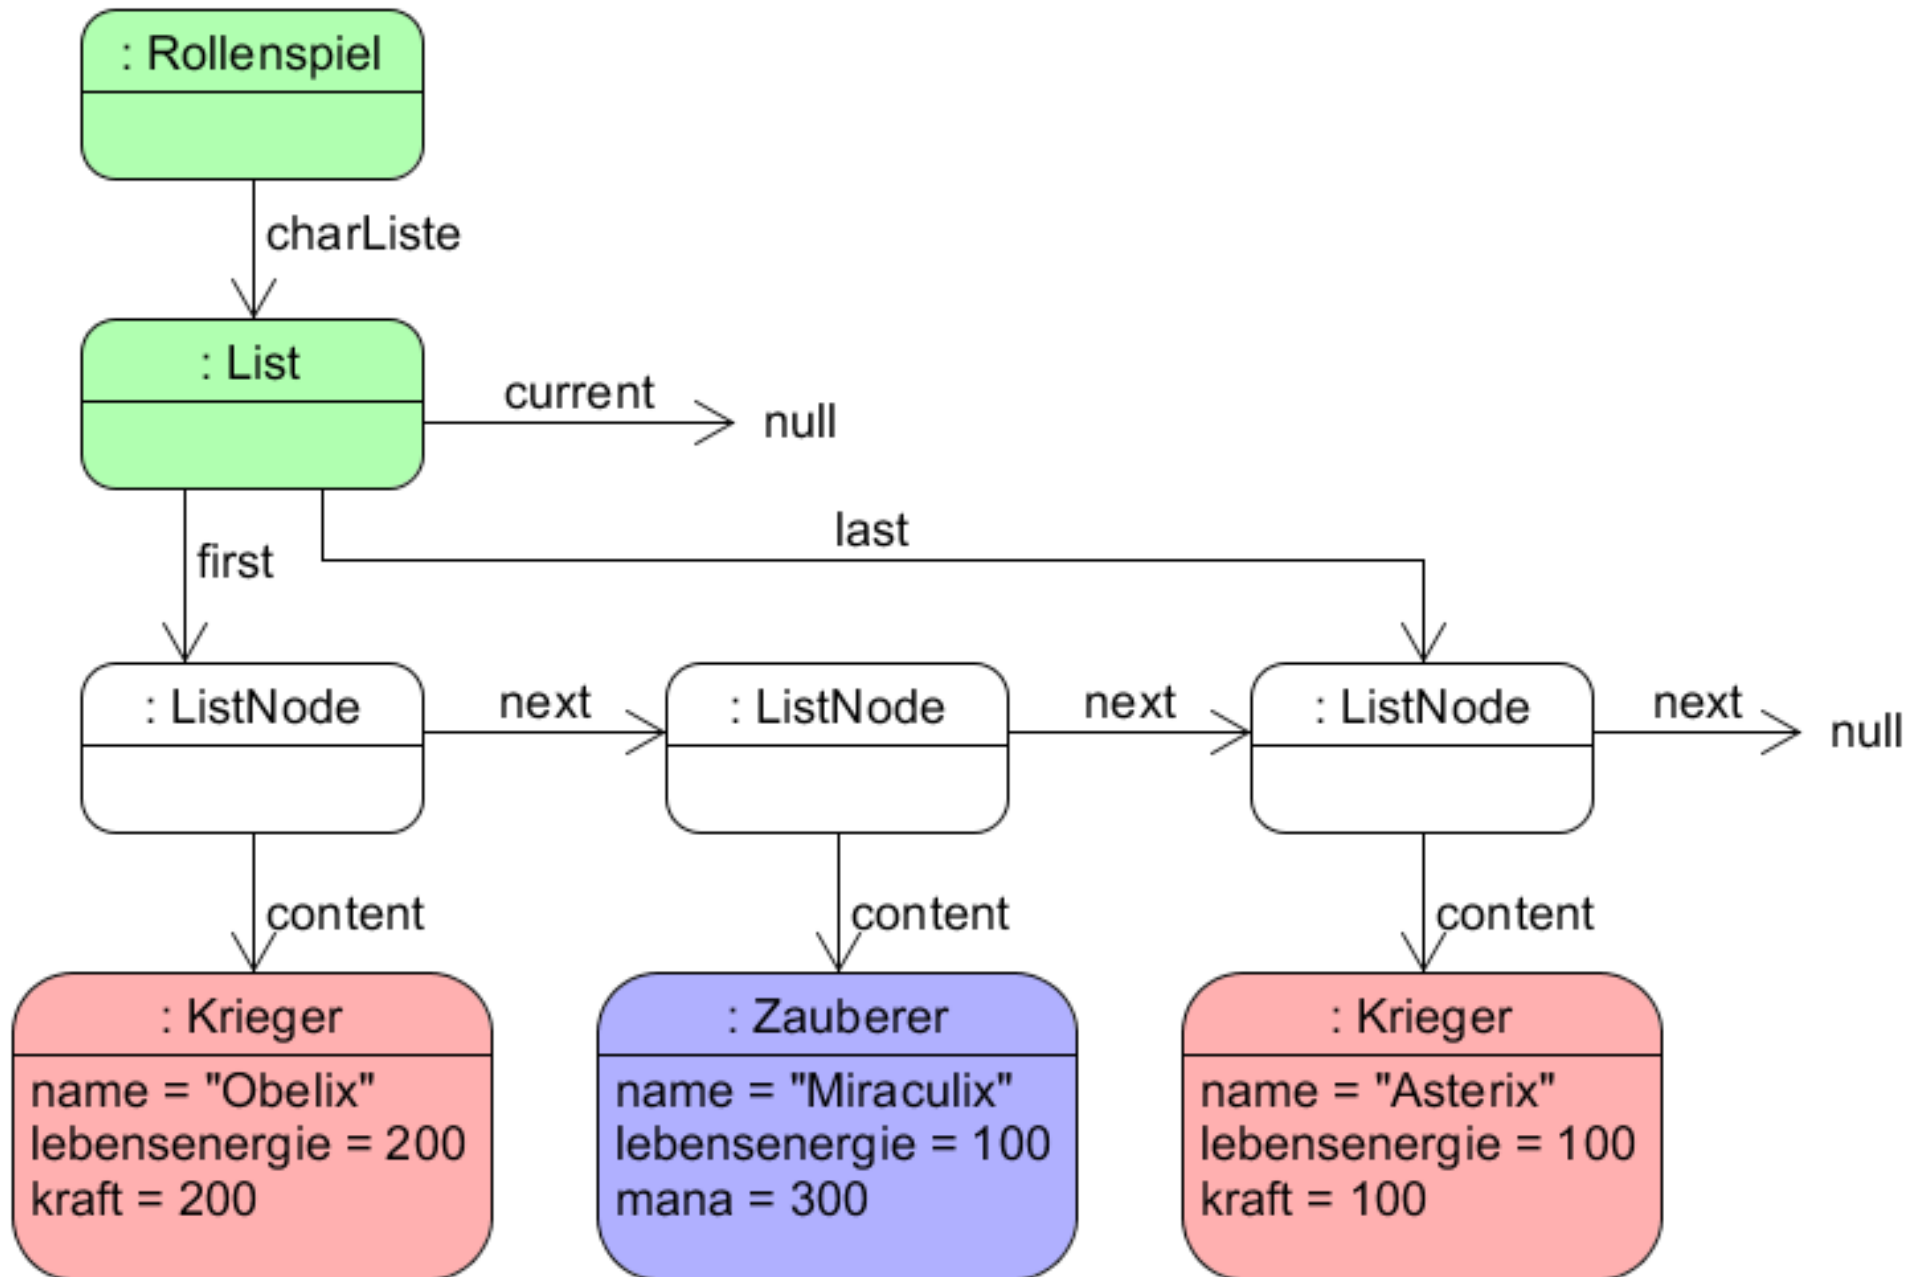 : Rollenspiel
charListe
: List
current
null
last
first
: ListNode
next
: ListNode
next
: ListNode
next
null
content
content
content
: Krieger
name = "Obelix"
lebensenergie = 200
kraft = 200
: Zauberer
name = "Miraculix"
lebensenergie = 100
mana = 300
: Krieger
name = "Asterix"
lebensenergie = 100
kraft = 100